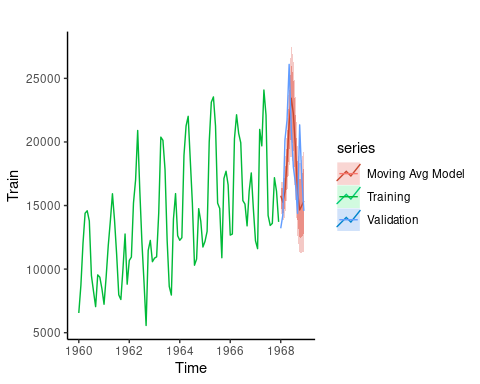 25000
20000
15000
10000
5000
Train
1960
1962
1964
1966
1968
Time
series
Moving Avg Model
Training
Validation